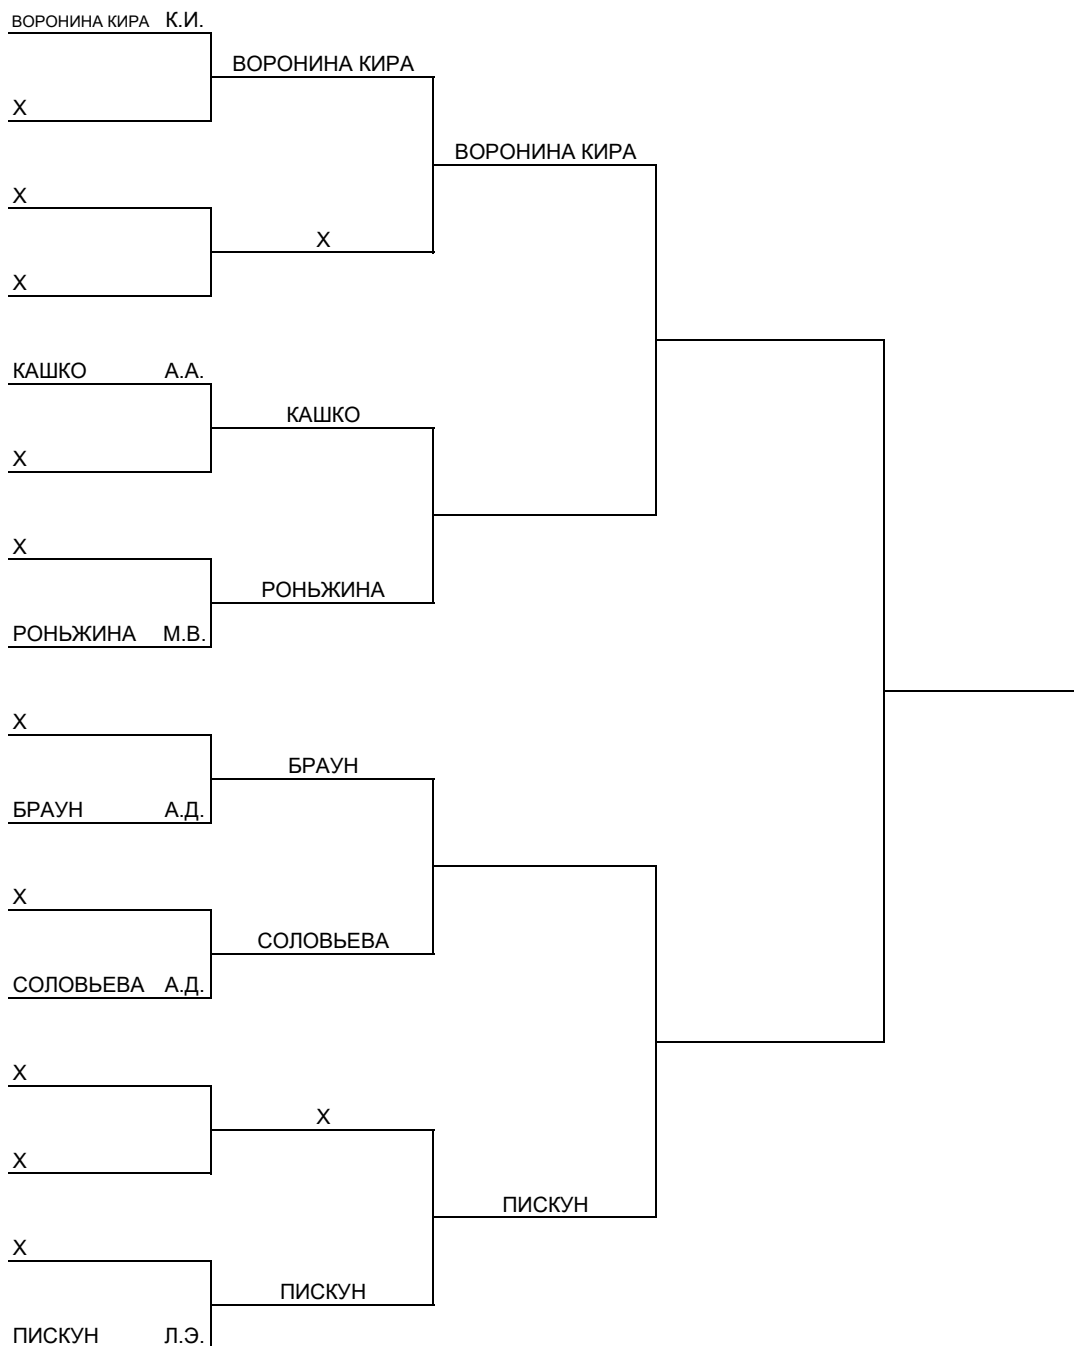 ВОРОНИНА КИРА К.И.
ВОРОНИНА КИРА
X
ВОРОНИНА КИРА
X
X
X
КАШКО А.А.
КАШКО
X
X
РОНЬЖИНА
РОНЬЖИНА М.В.
X
БРАУН
БРАУН А.Д.
X
СОЛОВЬЕВА
СОЛОВЬЕВА А.Д.
X
X
X
ПИСКУН
X
ПИСКУН
ПИСКУН Л.Э.